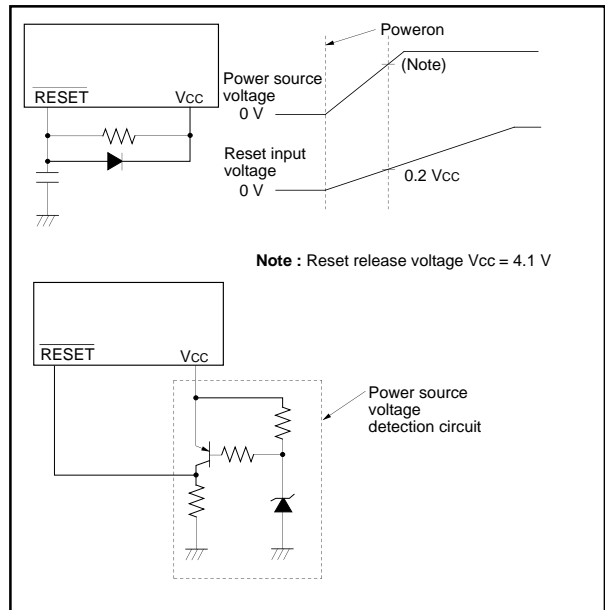 Poweron
(Note)
Power source
voltage
0 V
RESET
VCC
Reset input
voltage
0 V
0.2 VCC
Note : Reset release voltage Vcc = 4.1 V
RESET
VCC
Power source
voltage
detection circuit